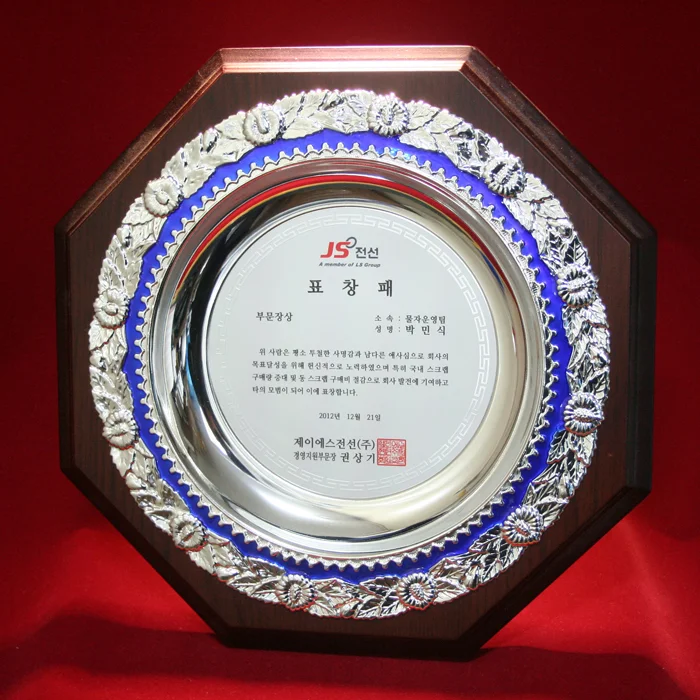 JS전선
A member of LS Group
표 창 패
부문장상
소 속 : 물자운영팀
성 명 : 박 민 식
위 사람은 평소 투철한 사명감과 남다른 애사심으로 회사의
목표달성을 위해 헌신적으로 노력하였으며 특히 국내 스크랩
구매량 증대 및 동 스크랩 구매비 절감으로 회사 발전에 기여하고
타의 모범이 되어 이에 표창합니다.
2012년 12월 21일
제이에스전선(주)
경영지원부문장 권 상 기